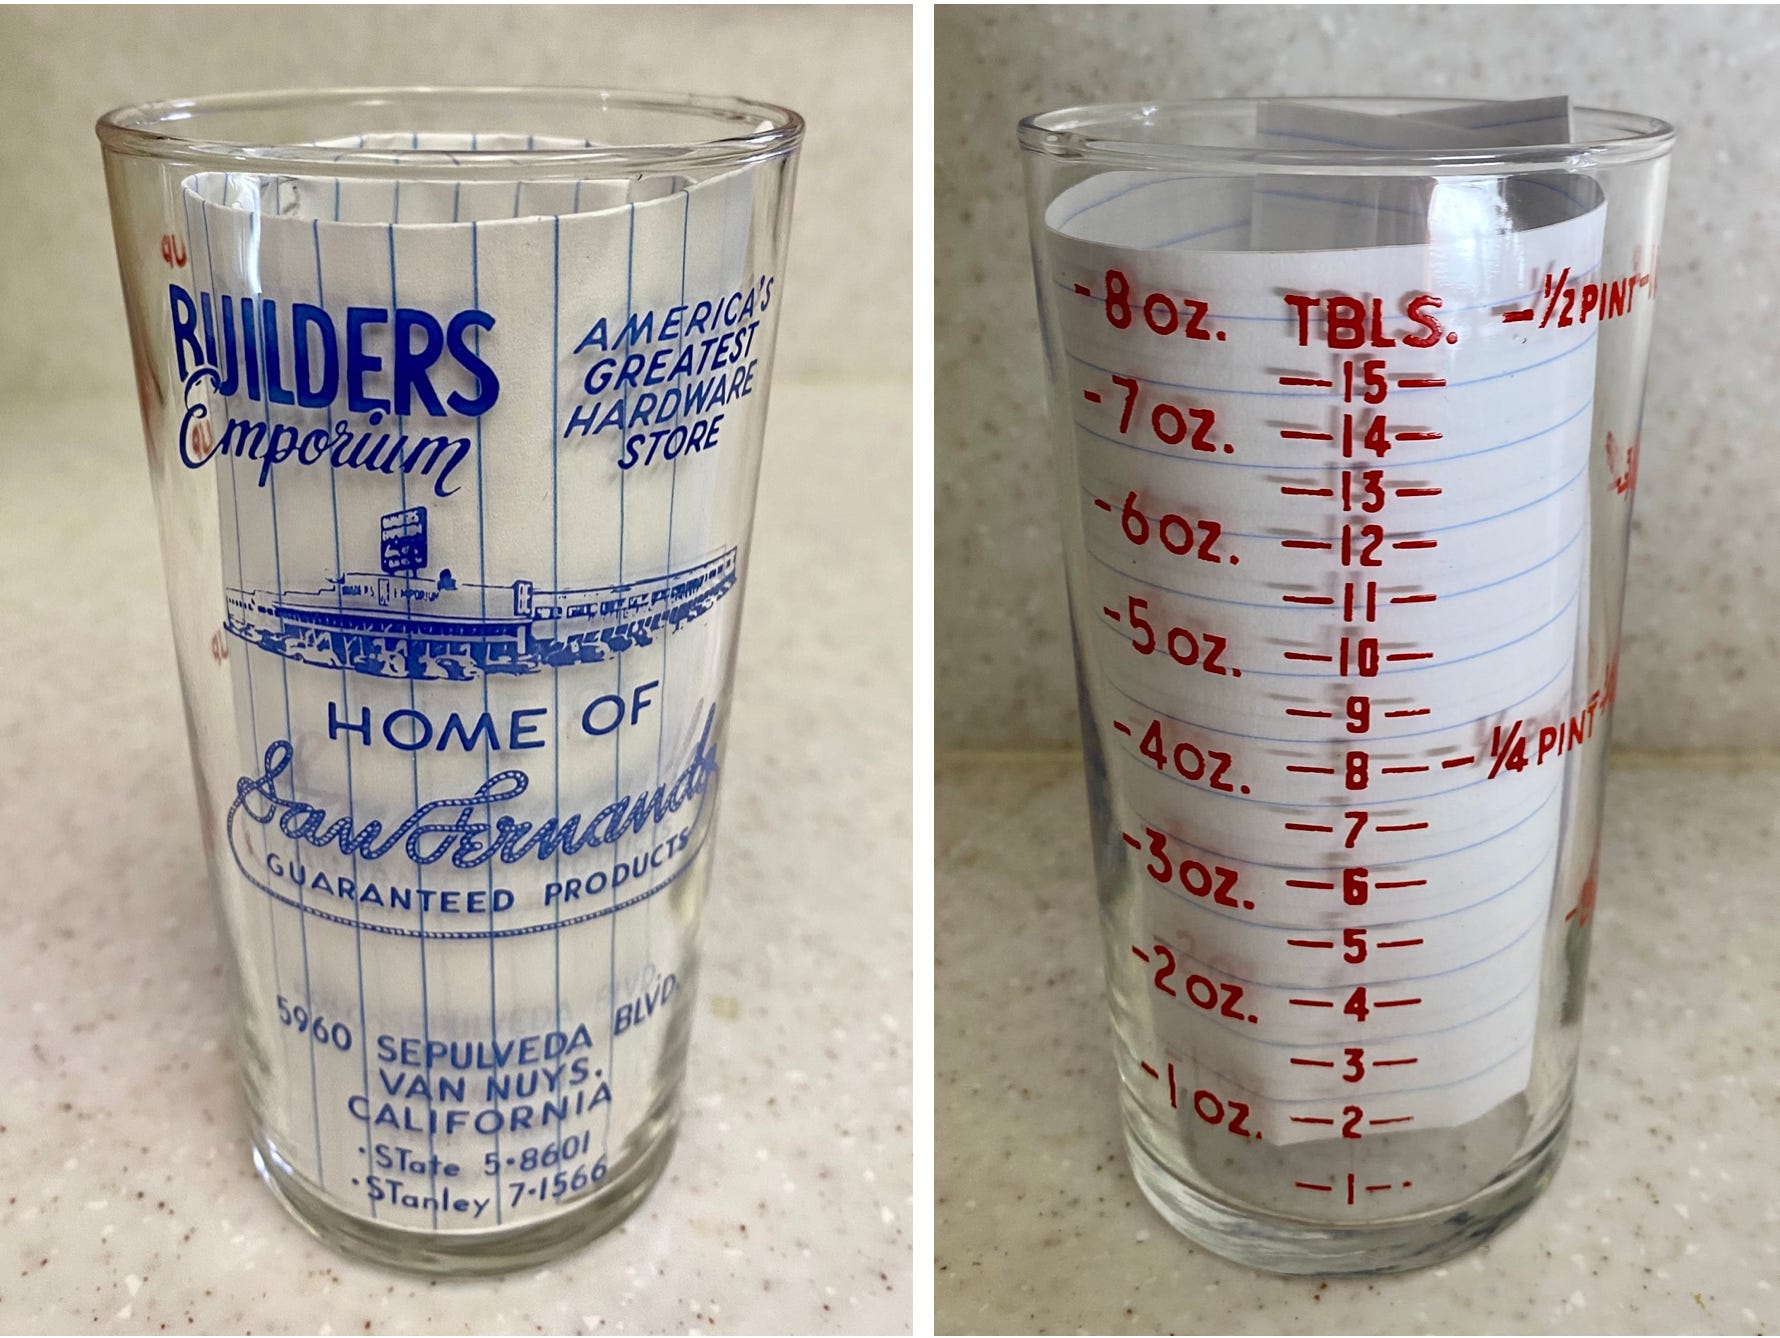 BUILDERS
Emporium
AMERICA'S
GREATEST
HARDWARE
STORE
BUILDERS EMPORIUM
HOME OF
San Fernando
GUARANTEED PRODUCTS
5960 SEPULVEDA BLVD.
VAN NUYS.
CALIFORNIA
·STate 5-8601
·STanley 7-1566
-8 oz. TBLS. -1/2 PINT-
-15-
-7 oz. -14-
-13-
-6 oz. -12-
-11-
-5 oz. -10-
-9-
-4 oz. -8- -1/4 PINT-
-7-
-3 oz. -6-
-5-
-2 oz. -4-
-3-
-1 oz. -2-
-1-